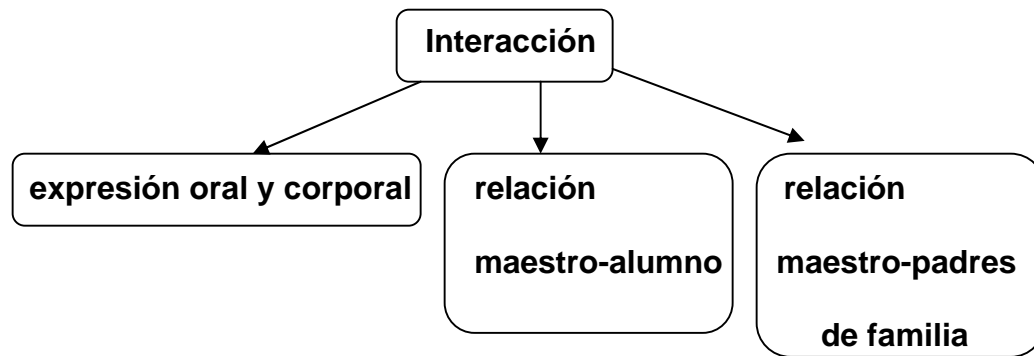 Interacción
expresión oral y corporal
relación
maestro-alumno
relación
maestro-padres
de familia